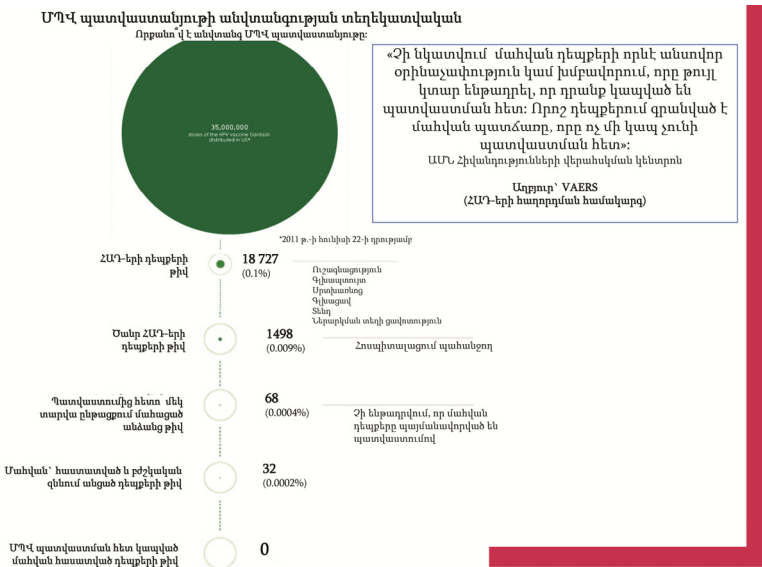 ՄՊՎ պատվաստանյութի անվտանգության տեղեկատվական
Որքանո՞վ է անվտանգ ՄՊՎ պատվաստանյութը:
35,000,000
doses of the HPV vaccine Gardasil
distributed in US*
«Չի նկատվում մահվան դեպքերի որևէ անսովոր
օրինաչափություն կամ խմբավորում, որը թույլ
կտար ենթադրել, որ դրանք կապված են
պատվաստման հետ: Որոշ դեպքերում գրանված է
մահվան պատճառը, որը ոչ մի կապ չունի
պատվաստման հետ»:
ԱՄՆ Հիվանդությունների վերահսկման կենտրոն
Աղբյուր՝ VAERS
(ՀԱԴ-երի հաղորդման համակարգ)
*2011 թ.-ի հունիսի 22-ի դրությամբ
ՀԱԴ-երի դեպքերի
թիվ
18 727
(0.1%)
Ուշագնացություն
Գլխապտույտ
Սրտխառնոց
Գլխացավ
Տենդ
Ներարկման տեղի ցավոտություն
Ծանր ՀԱԴ-երի
դեպքերի թիվ
1498
(0.009%)
Հոսպիտալացում պահանջող
Պատվաստումից հետո մեկ
տարվա ընթացքում մահացած
անձանց թիվ
68
(0.0004%)
Չի ենթադրվում, որ մահվան
դեպքերը պայմանավորված են
պատվաստումով
Մահվան՝ հաստատված և բժշկական
զննում անցած դեպքերի թիվ
32
(0.0002%)
ՄՊՎ պատվաստման հետ կապված
մահվան հասատված դեպքերի թիվ
0